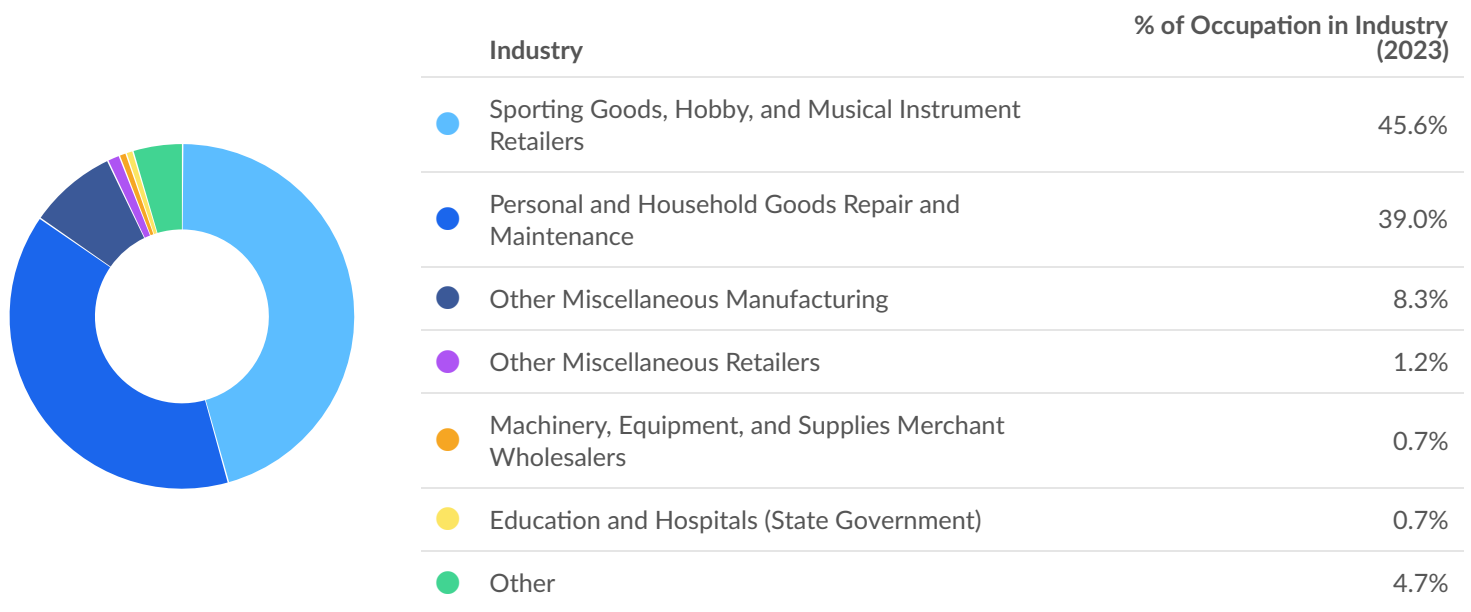 Industry
% of Occupation in Industry
(2023)
Sporting Goods, Hobby, and Musical Instrument
Retailers
45.6%
Personal and Household Goods Repair and
Maintenance
39.0%
Other Miscellaneous Manufacturing
8.3%
Other Miscellaneous Retailers
1.2%
Machinery, Equipment, and Supplies Merchant
Wholesalers
0.7%
Education and Hospitals (State Government)
0.7%
Other
4.7%